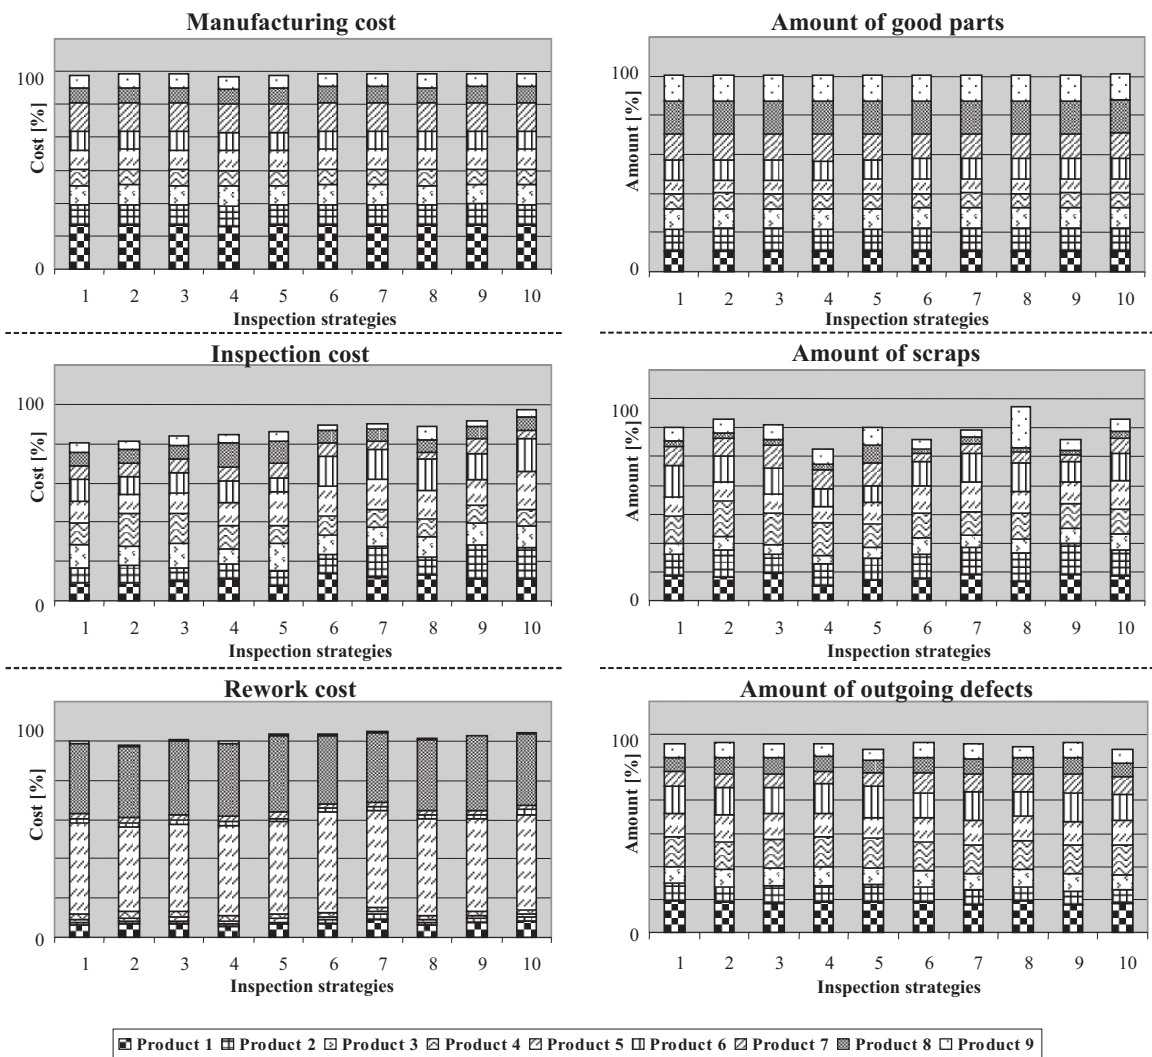 Manufacturing cost
100
Cost [%]
0
1 2 3 4 5 6 7 8 9 10
Inspection strategies
Amount of good parts
100
Amount [%]
0
1 2 3 4 5 6 7 8 9 10
Inspection strategies
Inspection cost
100
Cost [%]
0
1 2 3 4 5 6 7 8 9 10
Inspection strategies
Amount of scraps
100
Amount [%]
0
1 2 3 4 5 6 7 8 9 10
Inspection strategies
Rework cost
100
Cost [%]
0
1 2 3 4 5 6 7 8 9 10
Inspection strategies
Amount of outgoing defects
100
Amount [%]
0
1 2 3 4 5 6 7 8 9 10
Inspection strategies
Product 1 Product 2 Product 3 Product 4 Product 5 Product 6 Product 7 Product 8 Product 9